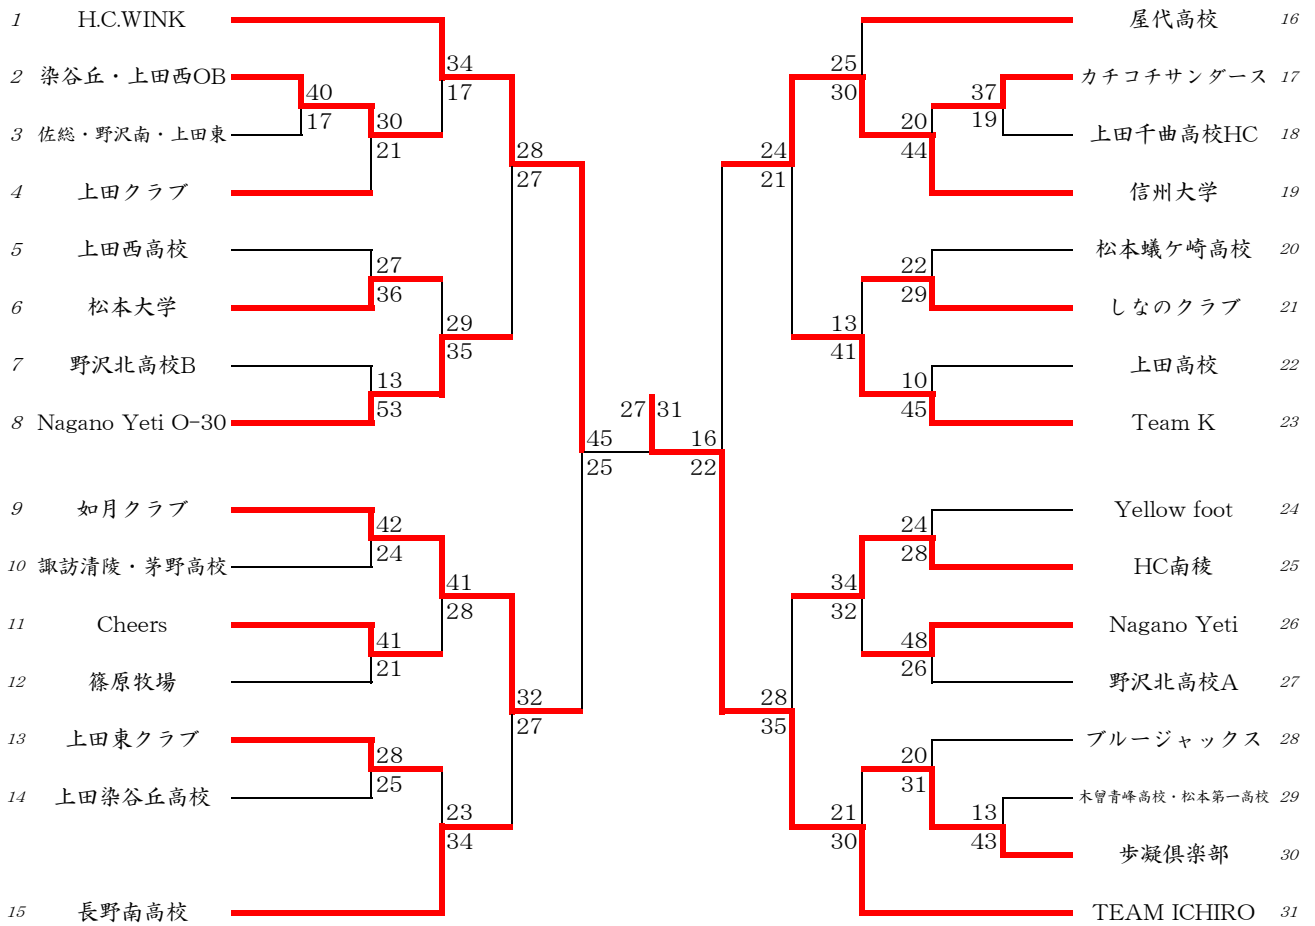 1 H.C.WINK
2 染谷丘・上田西OB
3 佐総・野沢南・上田東
4 上田クラブ
5 上田西高校
6 松本大学
7 野沢北高校B
8 Nagano Yeti O-30
9 如月クラブ
10 諏訪清陵・茅野高校
11 Cheers
12 篠原牧場
13 上田東クラブ
14 上田染谷丘高校
15 長野南高校
40
17
30
21
27
36
13
53
42
24
41
21
28
25
34
17
29
35
41
28
23
34
28
27
32
27
45
25
27 31
16
22
24
21
28
35
25
30
13
41
34
32
21
30
20
44
22
29
10
45
24
28
48
26
20
31
37
19
13
43
屋代高校 16
カチコチサンダース 17
上田千曲高校HC 18
信州大学 19
松本蟻ケ崎高校 20
しなのクラブ 21
上田高校 22
Team K 23
Yellow foot 24
HC南稜 25
Nagano Yeti 26
野沢北高校A 27
ブルージャックス 28
木曽青峰高校・松本第一高校 29
歩凝倶楽部 30
TEAM ICHIRO 31